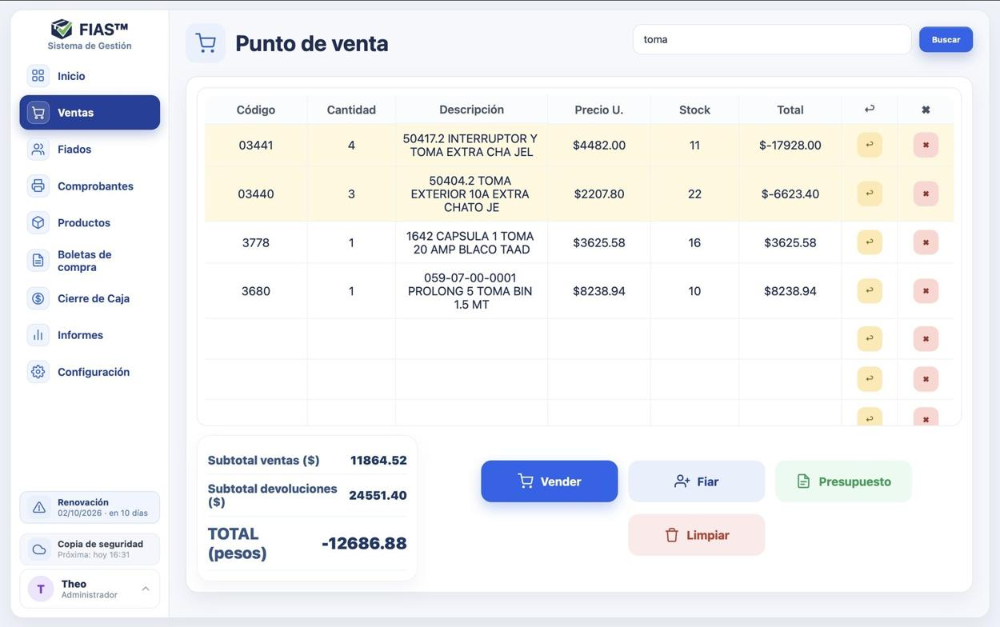 FIAS™
Sistema de Gestión
Inicio
Ventas
Fiados
Comprobantes
Productos
Boletas de
compra
Cierre de Caja
Informes
Configuración
Renovación
02/10/2026 · en 10 días
Copia de seguridad
Próxima: hoy 16:31
T
Theo
Administrador
Punto de venta
toma
Buscar
Código Cantidad Descripción Precio U. Stock Total ↩ ✖
03441 4 50417.2 INTERRUPTOR Y $4482.00 11 $-17928.00 ↩ ✖
TOMA EXTRA CHA JEL
03440 3 50404.2 TOMA $2207.80 22 $-6623.40 ↩ ✖
EXTERIOR 10A EXTRA
CHATO JE
3778 1 1642 CAPSULA 1 TOMA $3625.58 16 $3625.58 ↩ ✖
20 AMP BLACO TAAD
3680 1 059-07-00-0001 $8238.94 10 $8238.94 ↩ ✖
PROLONG 5 TOMA BIN
1.5 MT
↩ ✖
↩ ✖
↩ ✖
Subtotal ventas ($) 11864.52
Subtotal devoluciones 24551.40
($)
TOTAL -12686.88
(pesos)
Vender
Fiar
Presupuesto
Limpiar